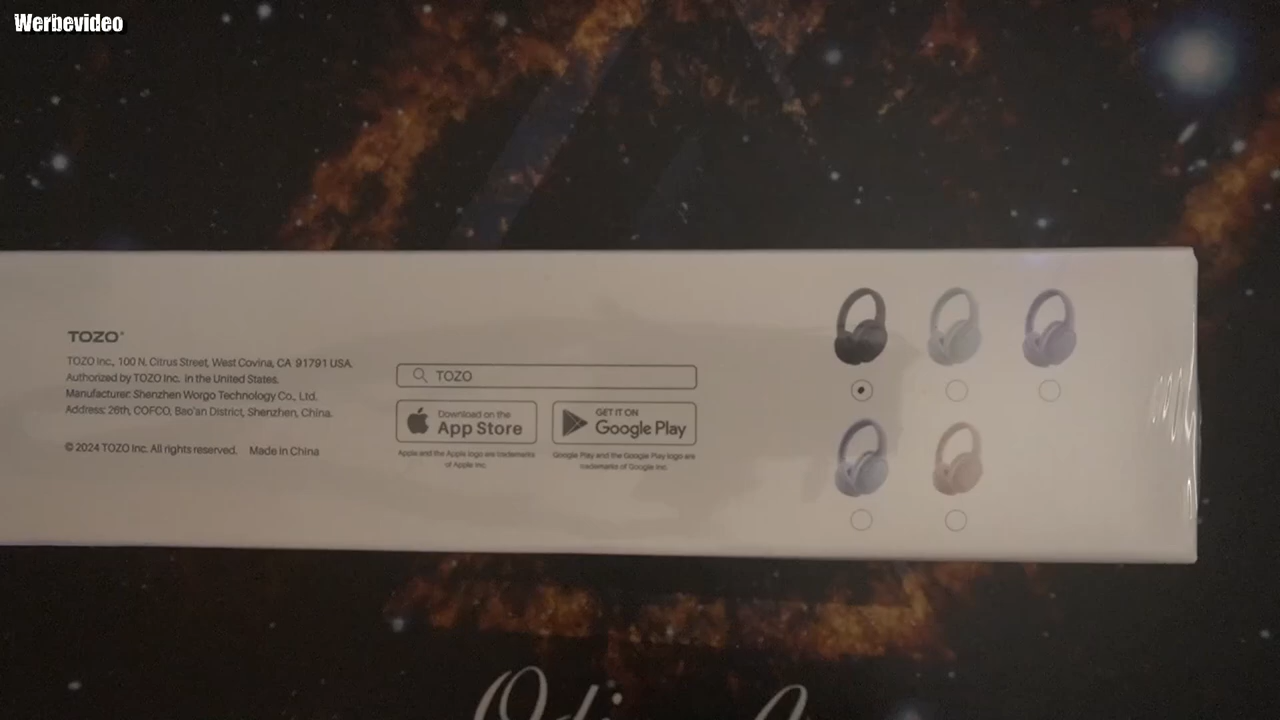 Werbevideo
TOZO
TOZO Inc., 100 N. Citrus Street, West Covina, CA 91791 USA.
Authorized by TOZO Inc. in the United States.
Manufacturer: Shenzhen Worgo Technology Co., Ltd.
Address: 26th, COFCO, Bao'an District, Shenzhen, China.
© 2024 TOZO Inc. All rights reserved. Made in China
TOZO
Download on the
App Store
GET IT ON
Google Play
Apple and the Apple logo are trademarks
of Apple Inc.
Google Play and the Google Play logo are
trademarks of Google Inc.